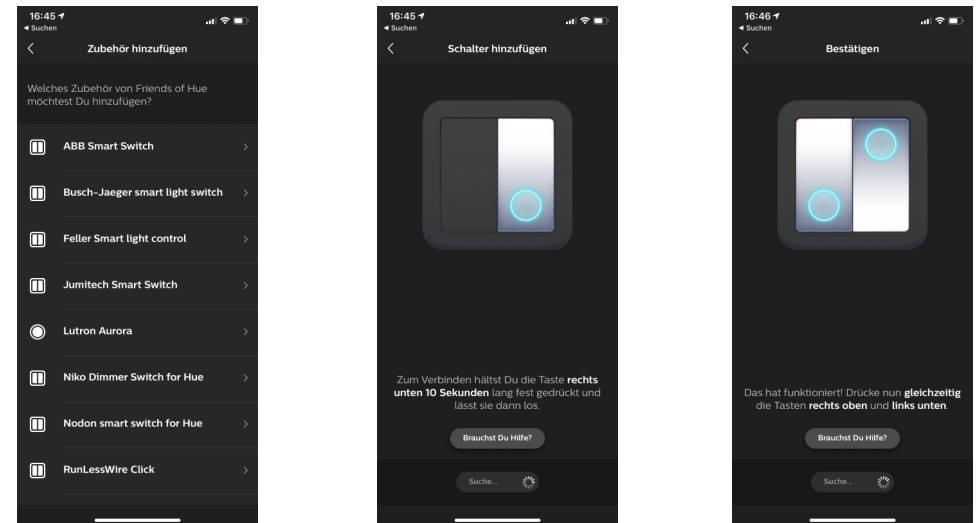 16:45
Suchen
Zubehör hinzufügen
Welches Zubehör von Friends of Hue
möchtest Du hinzufügen?
ABB Smart Switch
Busch-Jaeger smart light switch
Feller Smart light control
Jumitech Smart Switch
Lutron Aurora
Niko Dimmer Switch for Hue
Nodon smart switch for Hue
RunLessWire Click
16:45
Suchen
Schalter hinzufügen
Zum Verbinden hältst Du die Taste rechts
unten 10 Sekunden lang fest gedrückt und
lässt sie dann los.
Brauchst Du Hilfe?
Suche...
16:46
Suchen
Bestätigen
Das hat funktioniert! Drücke nun gleichzeitig
die Tasten rechts oben und links unten.
Brauchst Du Hilfe?
Suche...